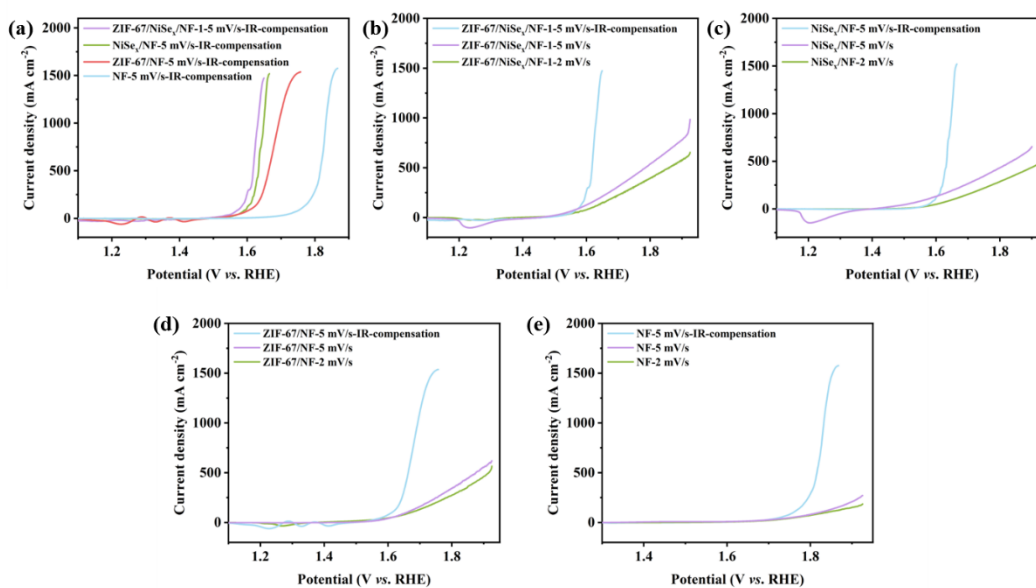 (a)
ZIF-67/NiSeₓ/NF-1-5 mV/s-IR-compensation
NiSeₓ/NF-5 mV/s-IR-compensation
ZIF-67/NF-5 mV/s-IR-compensation
NF-5 mV/s-IR-compensation
Current density (mA cm⁻²)
2000
1500
1000
500
0
1.2 1.4 1.6 1.8
Potential (V vs. RHE)
(b)
ZIF-67/NiSeₓ/NF-1-5 mV/s-IR-compensation
ZIF-67/NiSeₓ/NF-1-5 mV/s
ZIF-67/NiSeₓ/NF-1-2 mV/s
Current density (mA cm⁻²)
2000
1500
1000
500
0
1.2 1.4 1.6 1.8
Potential (V vs. RHE)
(c)
NiSeₓ/NF-5 mV/s-IR-compensation
NiSeₓ/NF-5 mV/s
NiSeₓ/NF-2 mV/s
Current density (mA cm⁻²)
2000
1500
1000
500
0
1.2 1.4 1.6 1.8
Potential (V vs. RHE)
(d)
ZIF-67/NF-5 mV/s-IR-compensation
ZIF-67/NF-5 mV/s
ZIF-67/NF-2 mV/s
Current density (mA cm⁻²)
2000
1500
1000
500
0
1.2 1.4 1.6 1.8
Potential (V vs. RHE)
(e)
NF-5 mV/s-IR-compensation
NF-5 mV/s
NF-2 mV/s
Current density (mA cm⁻²)
2000
1500
1000
500
0
1.4 1.6 1.8
Potential (V vs. RHE)